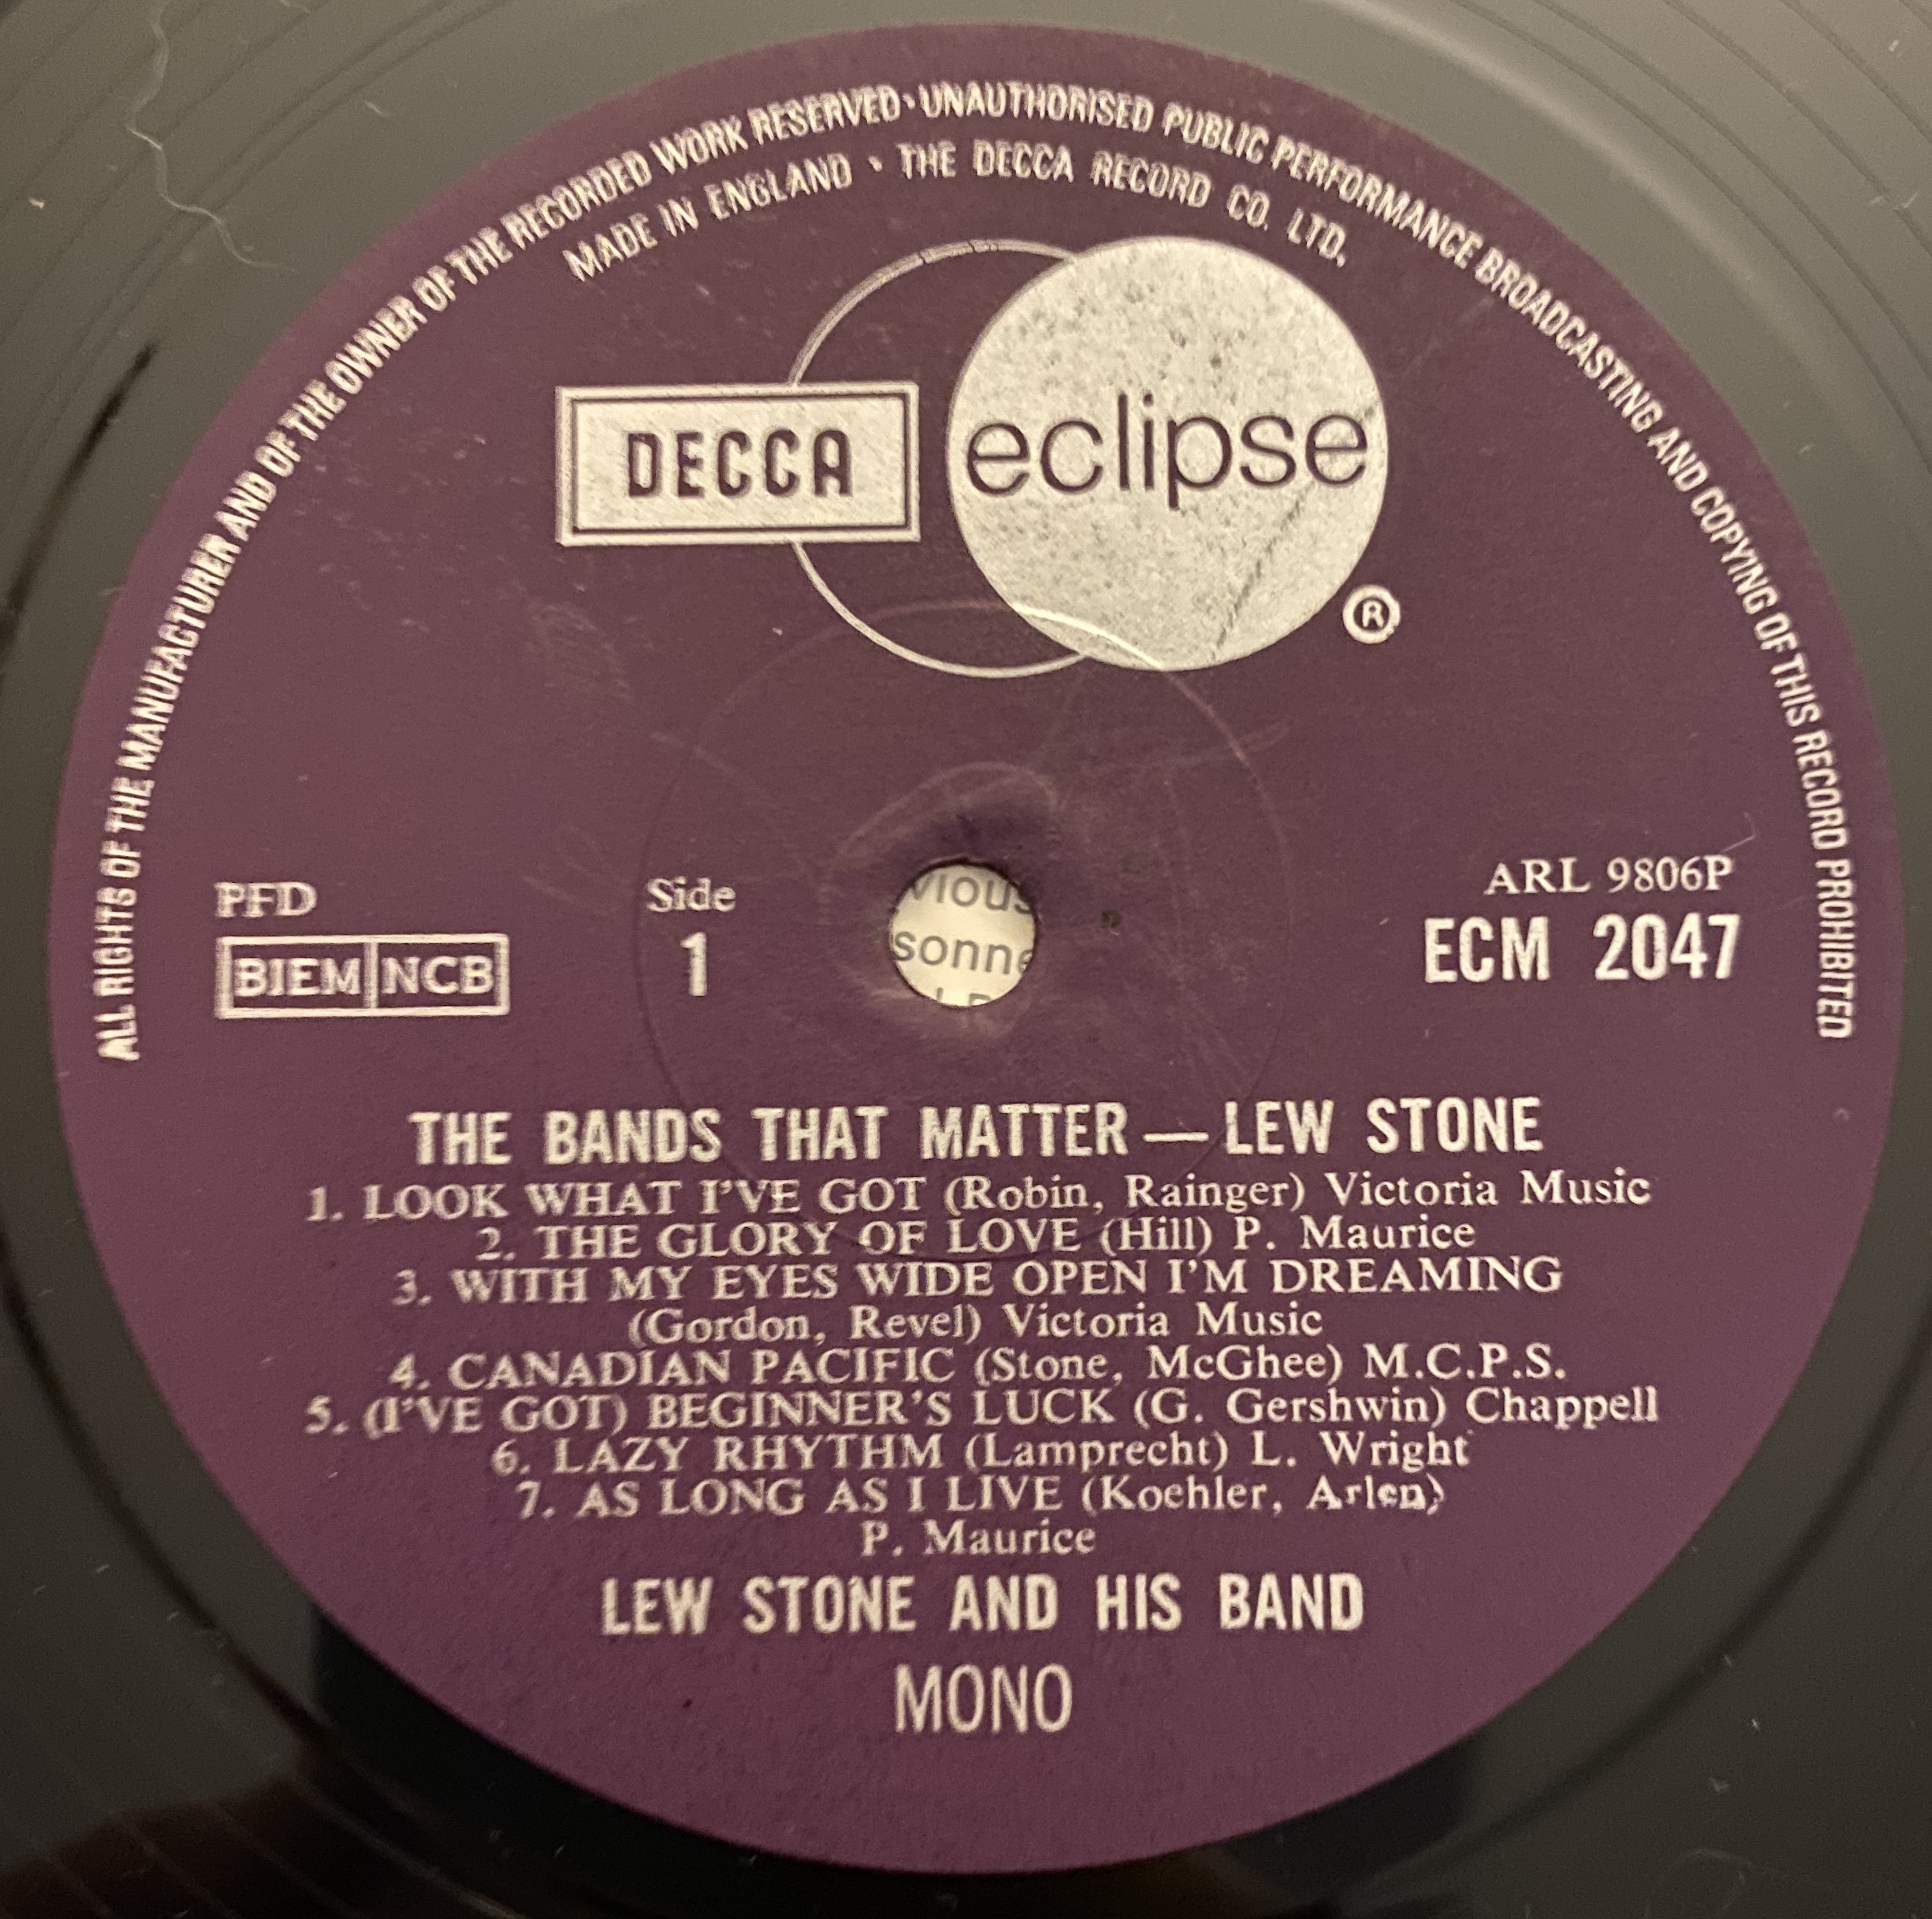 ALL RIGHTS OF THE MANUFACTURER AND OF THE OWNER OF THE RECORDED WORK RESERVED · UNAUTHORISED PUBLIC PERFORMANCE BROADCASTING AND COPYING OF THIS RECORD PROHIBITED
MADE IN ENGLAND · THE DECCA RECORD CO. LTD.
DECCA eclipse
®
PFD
BIEM NCB
Side
1
ARL 9806P
ECM 2047
THE BANDS THAT MATTER — LEW STONE
1. LOOK WHAT I'VE GOT (Robin, Rainger) Victoria Music
2. THE GLORY OF LOVE (Hill) P. Maurice
3. WITH MY EYES WIDE OPEN I'M DREAMING
(Gordon, Revel) Victoria Music
4. CANADIAN PACIFIC (Stone, McGhee) M.C.P.S.
5. (I'VE GOT) BEGINNER'S LUCK (G. Gershwin) Chappell
6. LAZY RHYTHM (Lamprecht) L. Wright
7. AS LONG AS I LIVE (Koehler, Arlen)
P. Maurice
LEW STONE AND HIS BAND
MONO